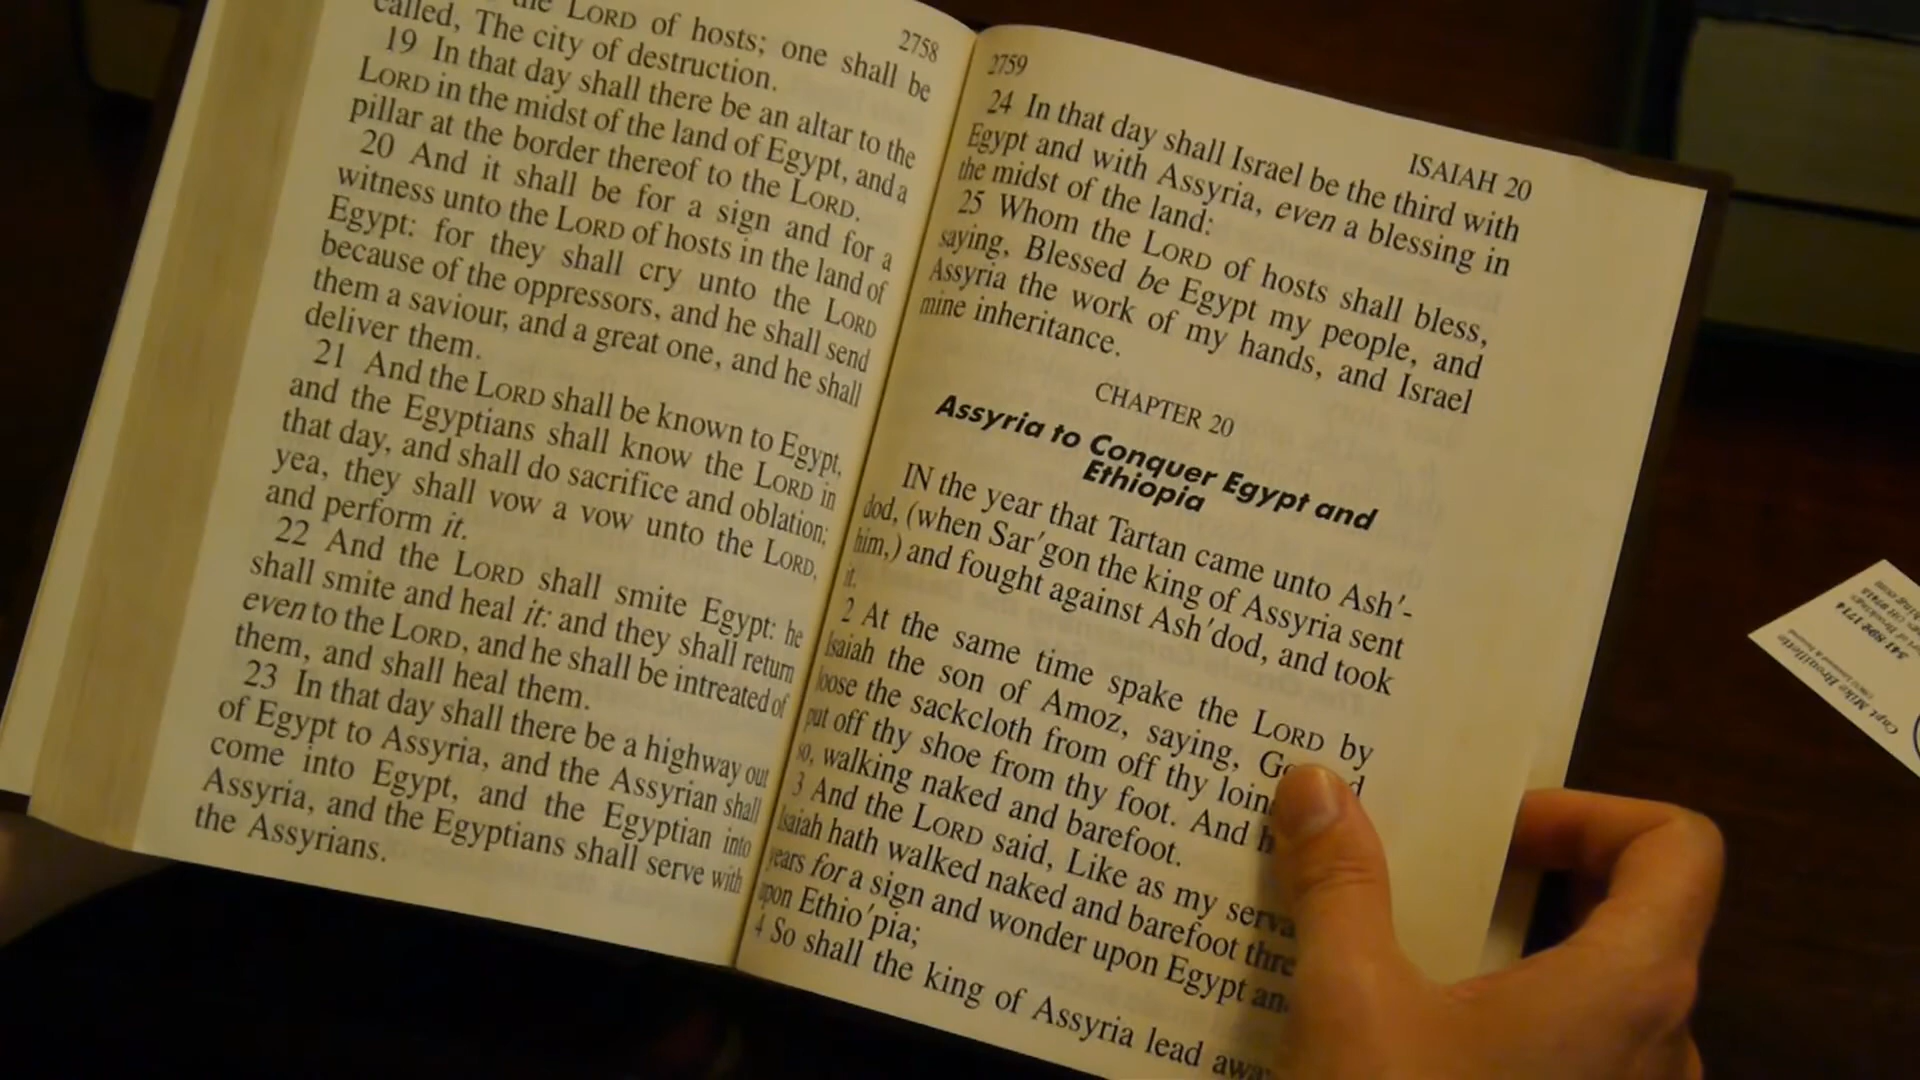 the LORD of hosts; one shall be
called, The city of destruction.
2758
19 In that day shall there be an altar to the
LORD in the midst of the land of Egypt, and a
pillar at the border thereof to the LORD.
20 And it shall be for a sign and for a
witness unto the LORD of hosts in the land of
Egypt: for they shall cry unto the LORD
because of the oppressors, and he shall send
them a saviour, and a great one, and he shall
deliver them.
21 And the LORD shall be known to Egypt,
and the Egyptians shall know the LORD in
that day, and shall do sacrifice and oblation;
yea, they shall vow a vow unto the LORD,
and perform it.
22 And the LORD shall smite Egypt: he
shall smite and heal it: and they shall return
even to the LORD, and he shall be intreated of
them, and shall heal them.
23 In that day shall there be a highway out
of Egypt to Assyria, and the Assyrian shall
come into Egypt, and the Egyptian into
Assyria, and the Egyptians shall serve with
the Assyrians.
2759
ISAIAH 20
24 In that day shall Israel be the third with
Egypt and with Assyria, even a blessing in
the midst of the land:
25 Whom the LORD of hosts shall bless,
saying, Blessed be Egypt my people, and
Assyria the work of my hands, and Israel
mine inheritance.
CHAPTER 20
Assyria to Conquer Egypt and
Ethiopia
IN the year that Tartan came unto Ash'-
dod, (when Sar'gon the king of Assyria sent
him,) and fought against Ash'dod, and took
it.
2 At the same time spake the LORD by
Isaiah the son of Amoz, saying,
loose the sackcloth from off thy
put off thy shoe from thy foot. And
so, walking naked and barefoot.
3 And the LORD said, Like as my
Isaiah hath walked naked and barefoot
years for a sign and wonder upon Egypt
upon Ethio'pia;
4 So shall the king of Assyria lead
Capt Mike Brouillette
541 892 1714